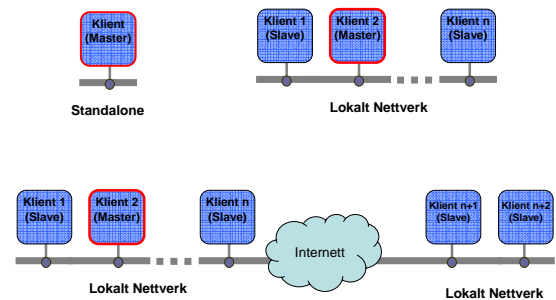 Klient
(Master)
Standalone
Klient 1
(Slave)
Klient 2
(Master)
Klient n
(Slave)
Lokalt Nettverk
Klient 1
(Slave)
Klient 2
(Master)
Klient n
(Slave)
Internett
Klient n+1
(Slave)
Klient n+2
(Slave)
Lokalt Nettverk
Lokalt Nettverk